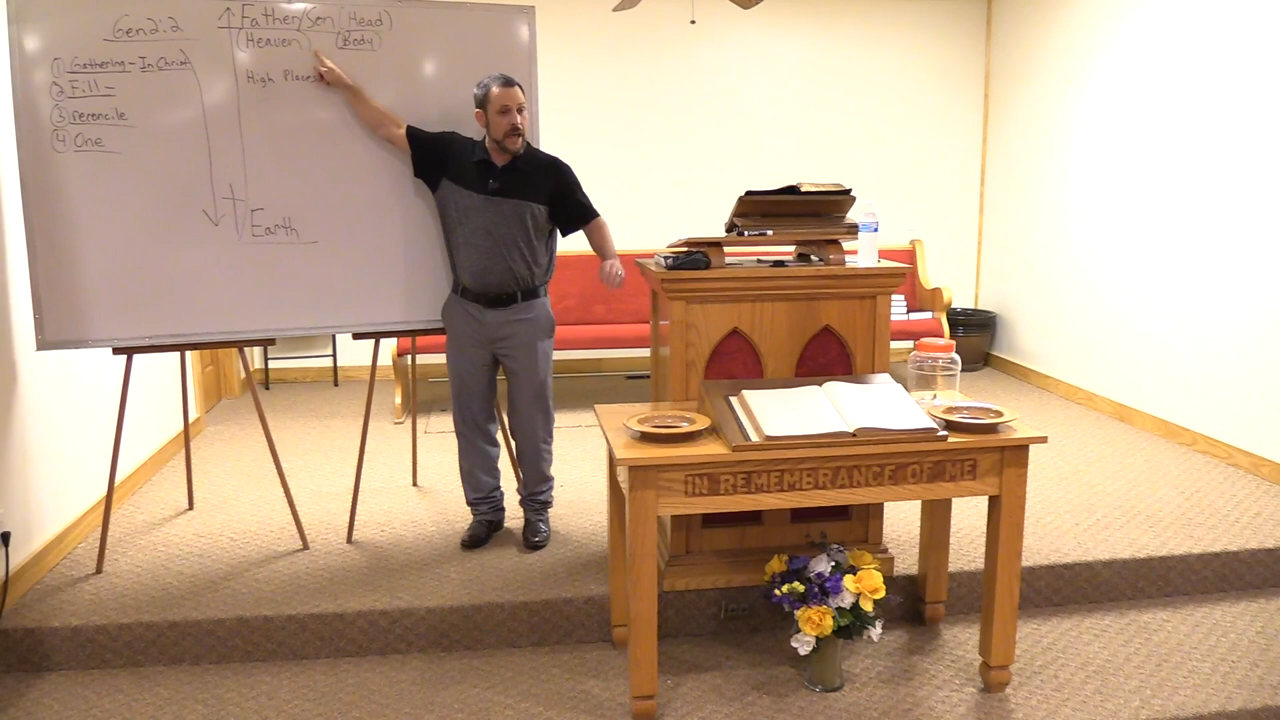 Gen 2:2
① Gathering - In Christ
② Fill -
③ reconcile
④ One
Father/Son (Head)
(Heaven) (Body)
High Places
Earth
IN REMEMBRANCE OF ME